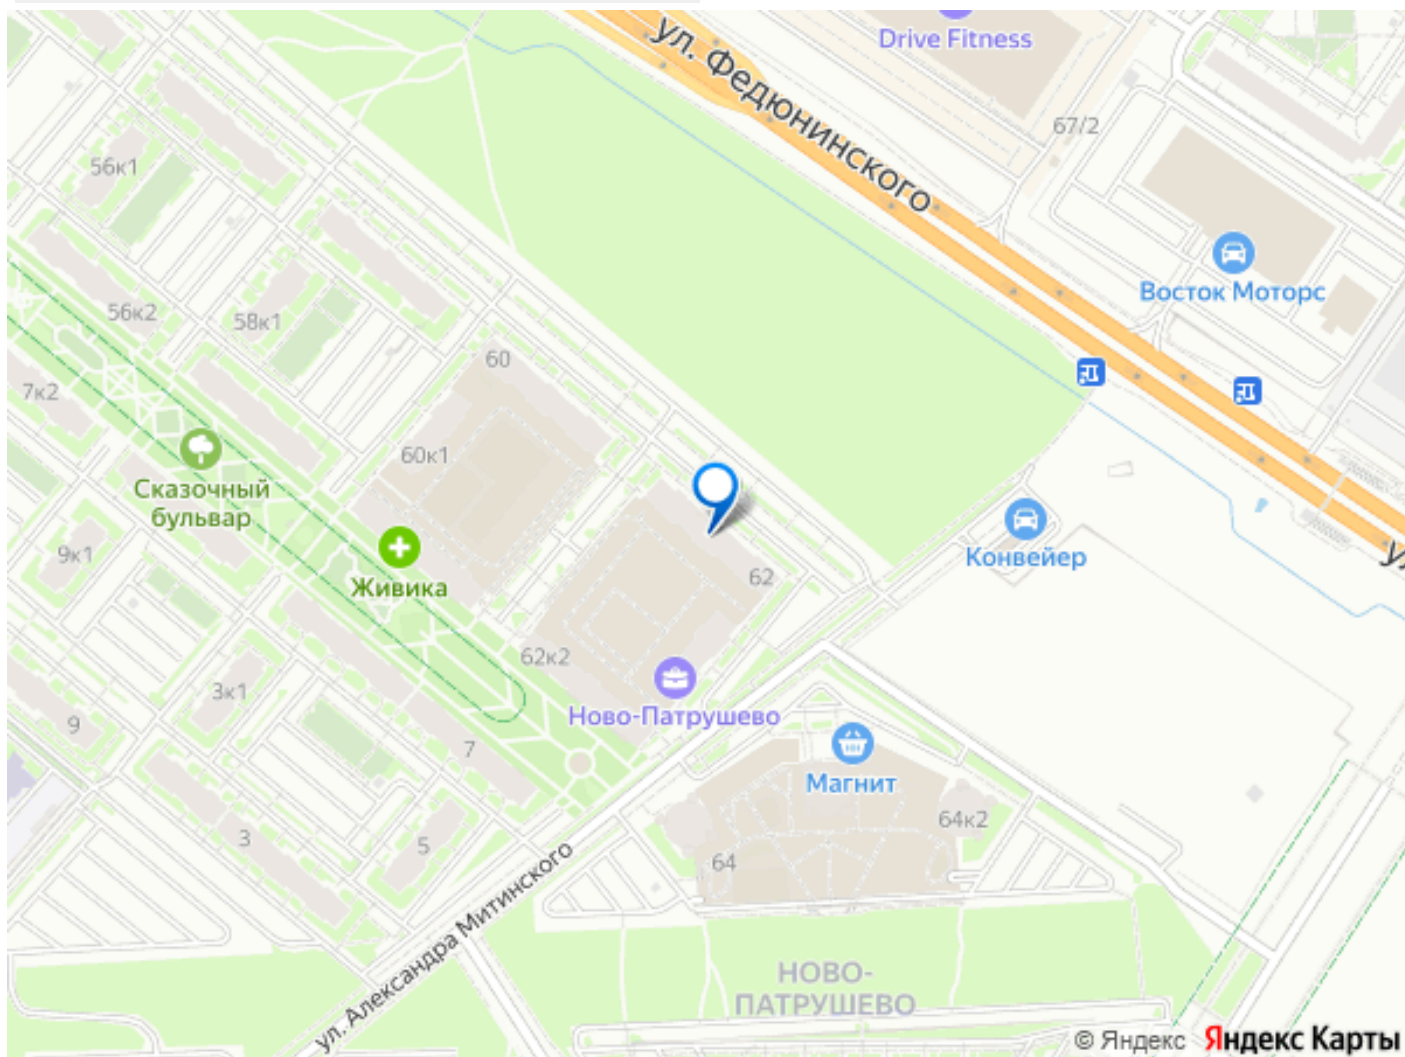 Drive Fitness
ул. Федюнинского
67/2
56к1
Восток Моторс
56к2
58к1
60
7к2
60к1
Сказочный
бульвар
Конвейер
9к1
Живика
62
62к2
3к1
Ново-Патрушево
9
7
Магнит
64к2
3
5
64
ул. Александра Митинского
НОВО-
ПАТРУШЕВО
© Яндекс Яндекс Карты